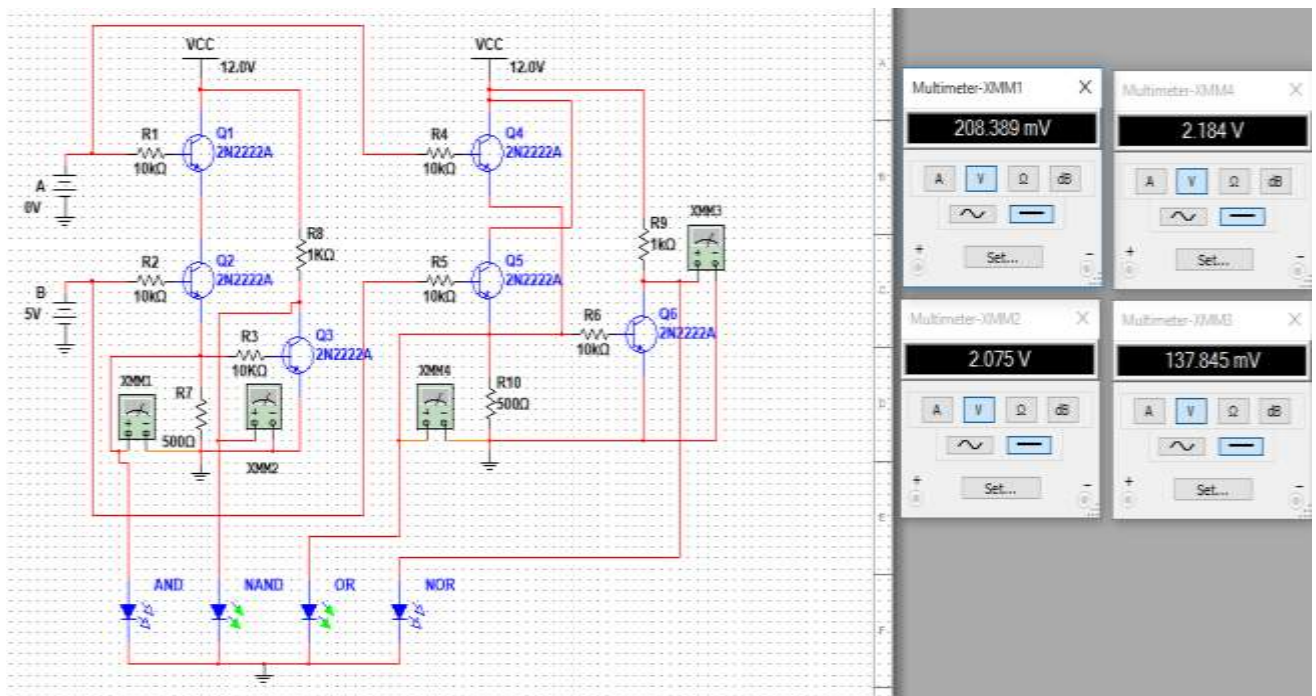 VCC
12.0V
VCC
12.0V
R1
10kΩ
Q1
2N2222A
R4
10kΩ
Q4
2N2222A
A
0V
R8
1KΩ
R9
1kΩ
XMM3
R2
10kΩ
Q2
2N2222A
R5
10kΩ
Q5
2N2222A
B
5V
R3
10KΩ
Q3
2N2222A
R6
10kΩ
Q6
2N2222A
XMM1
R7
500Ω
XMM2
XMM4
R10
500Ω
AND
NAND
OR
NOR
A
B
C
D
E
F
Multimeter-XMM1 X
208.389 mV
A V Ω dB
+ Set... -
Multimeter-XMM4 X
2.184 V
A V Ω dB
+ Set... -
Multimeter-XMM2 X
2.075 V
A V Ω dB
+ Set... -
Multimeter-XMM3 X
137.845 mV
A V Ω dB
+ Set... -